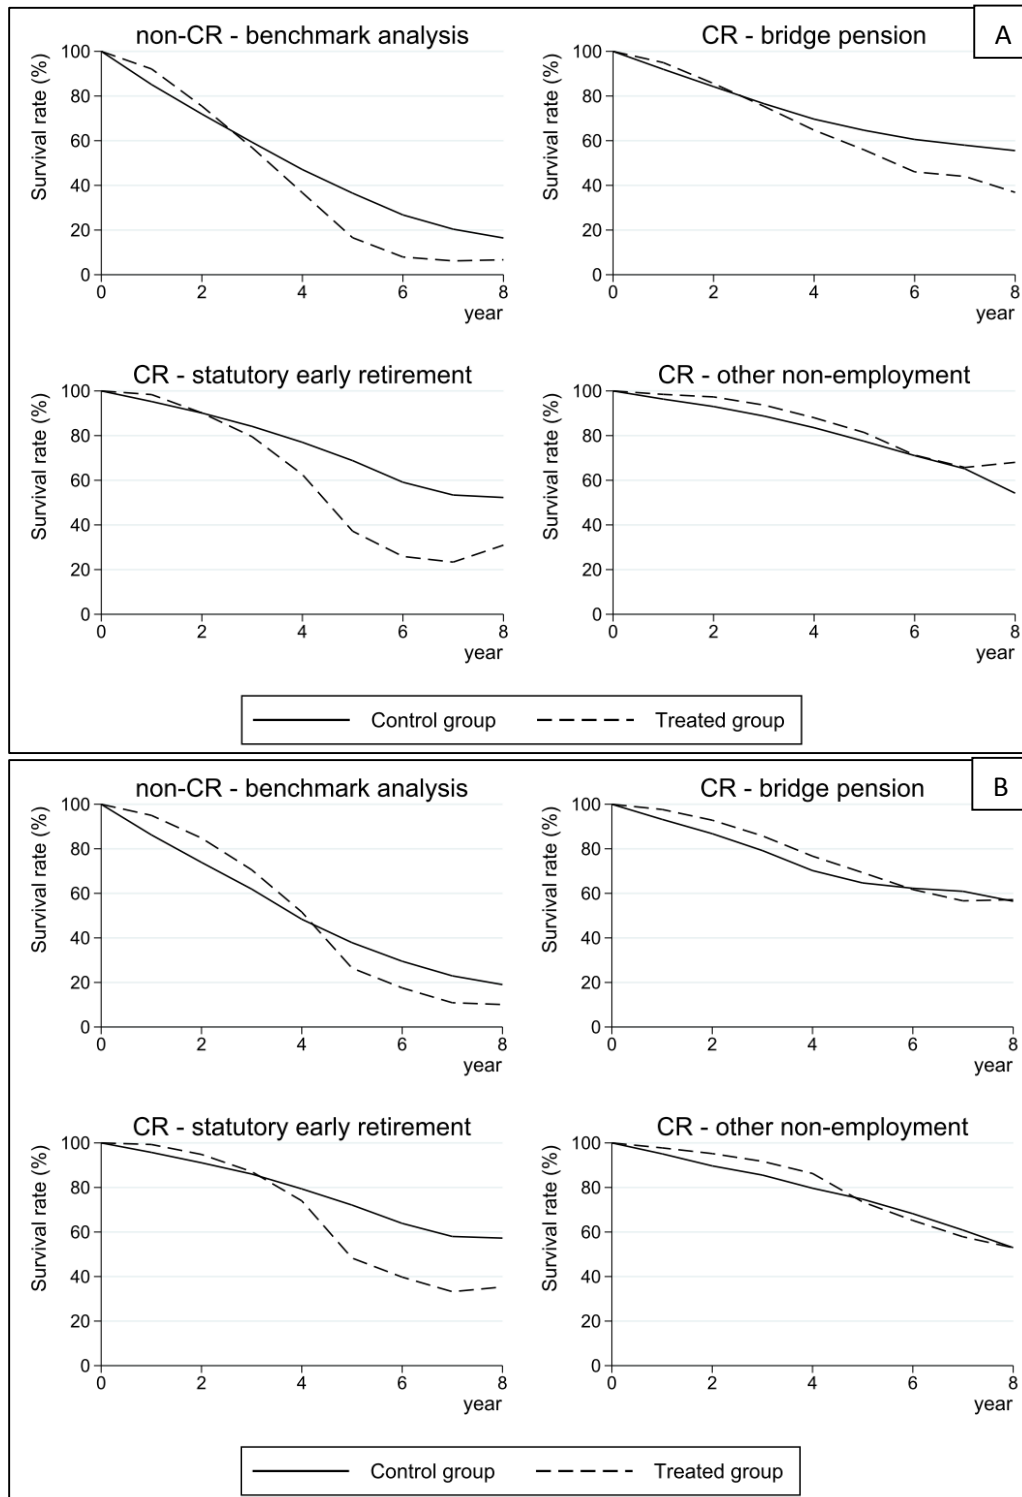 A
non-CR - benchmark analysis
Survival rate (%)
100
80
60
40
20
0
0 2 4 6 8
year
CR - bridge pension
Survival rate (%)
100
80
60
40
20
0
0 2 4 6 8
year
CR - statutory early retirement
Survival rate (%)
100
80
60
40
20
0
0 2 4 6 8
year
CR - other non-employment
Survival rate (%)
100
80
60
40
20
0
0 2 4 6 8
year
Control group Treated group
B
non-CR - benchmark analysis
Survival rate (%)
100
80
60
40
20
0
0 2 4 6 8
year
CR - bridge pension
Survival rate (%)
100
80
60
40
20
0
0 2 4 6 8
year
CR - statutory early retirement
Survival rate (%)
100
80
60
40
20
0
0 2 4 6 8
year
CR - other non-employment
Survival rate (%)
100
80
60
40
20
0
0 2 4 6 8
year
Control group Treated group